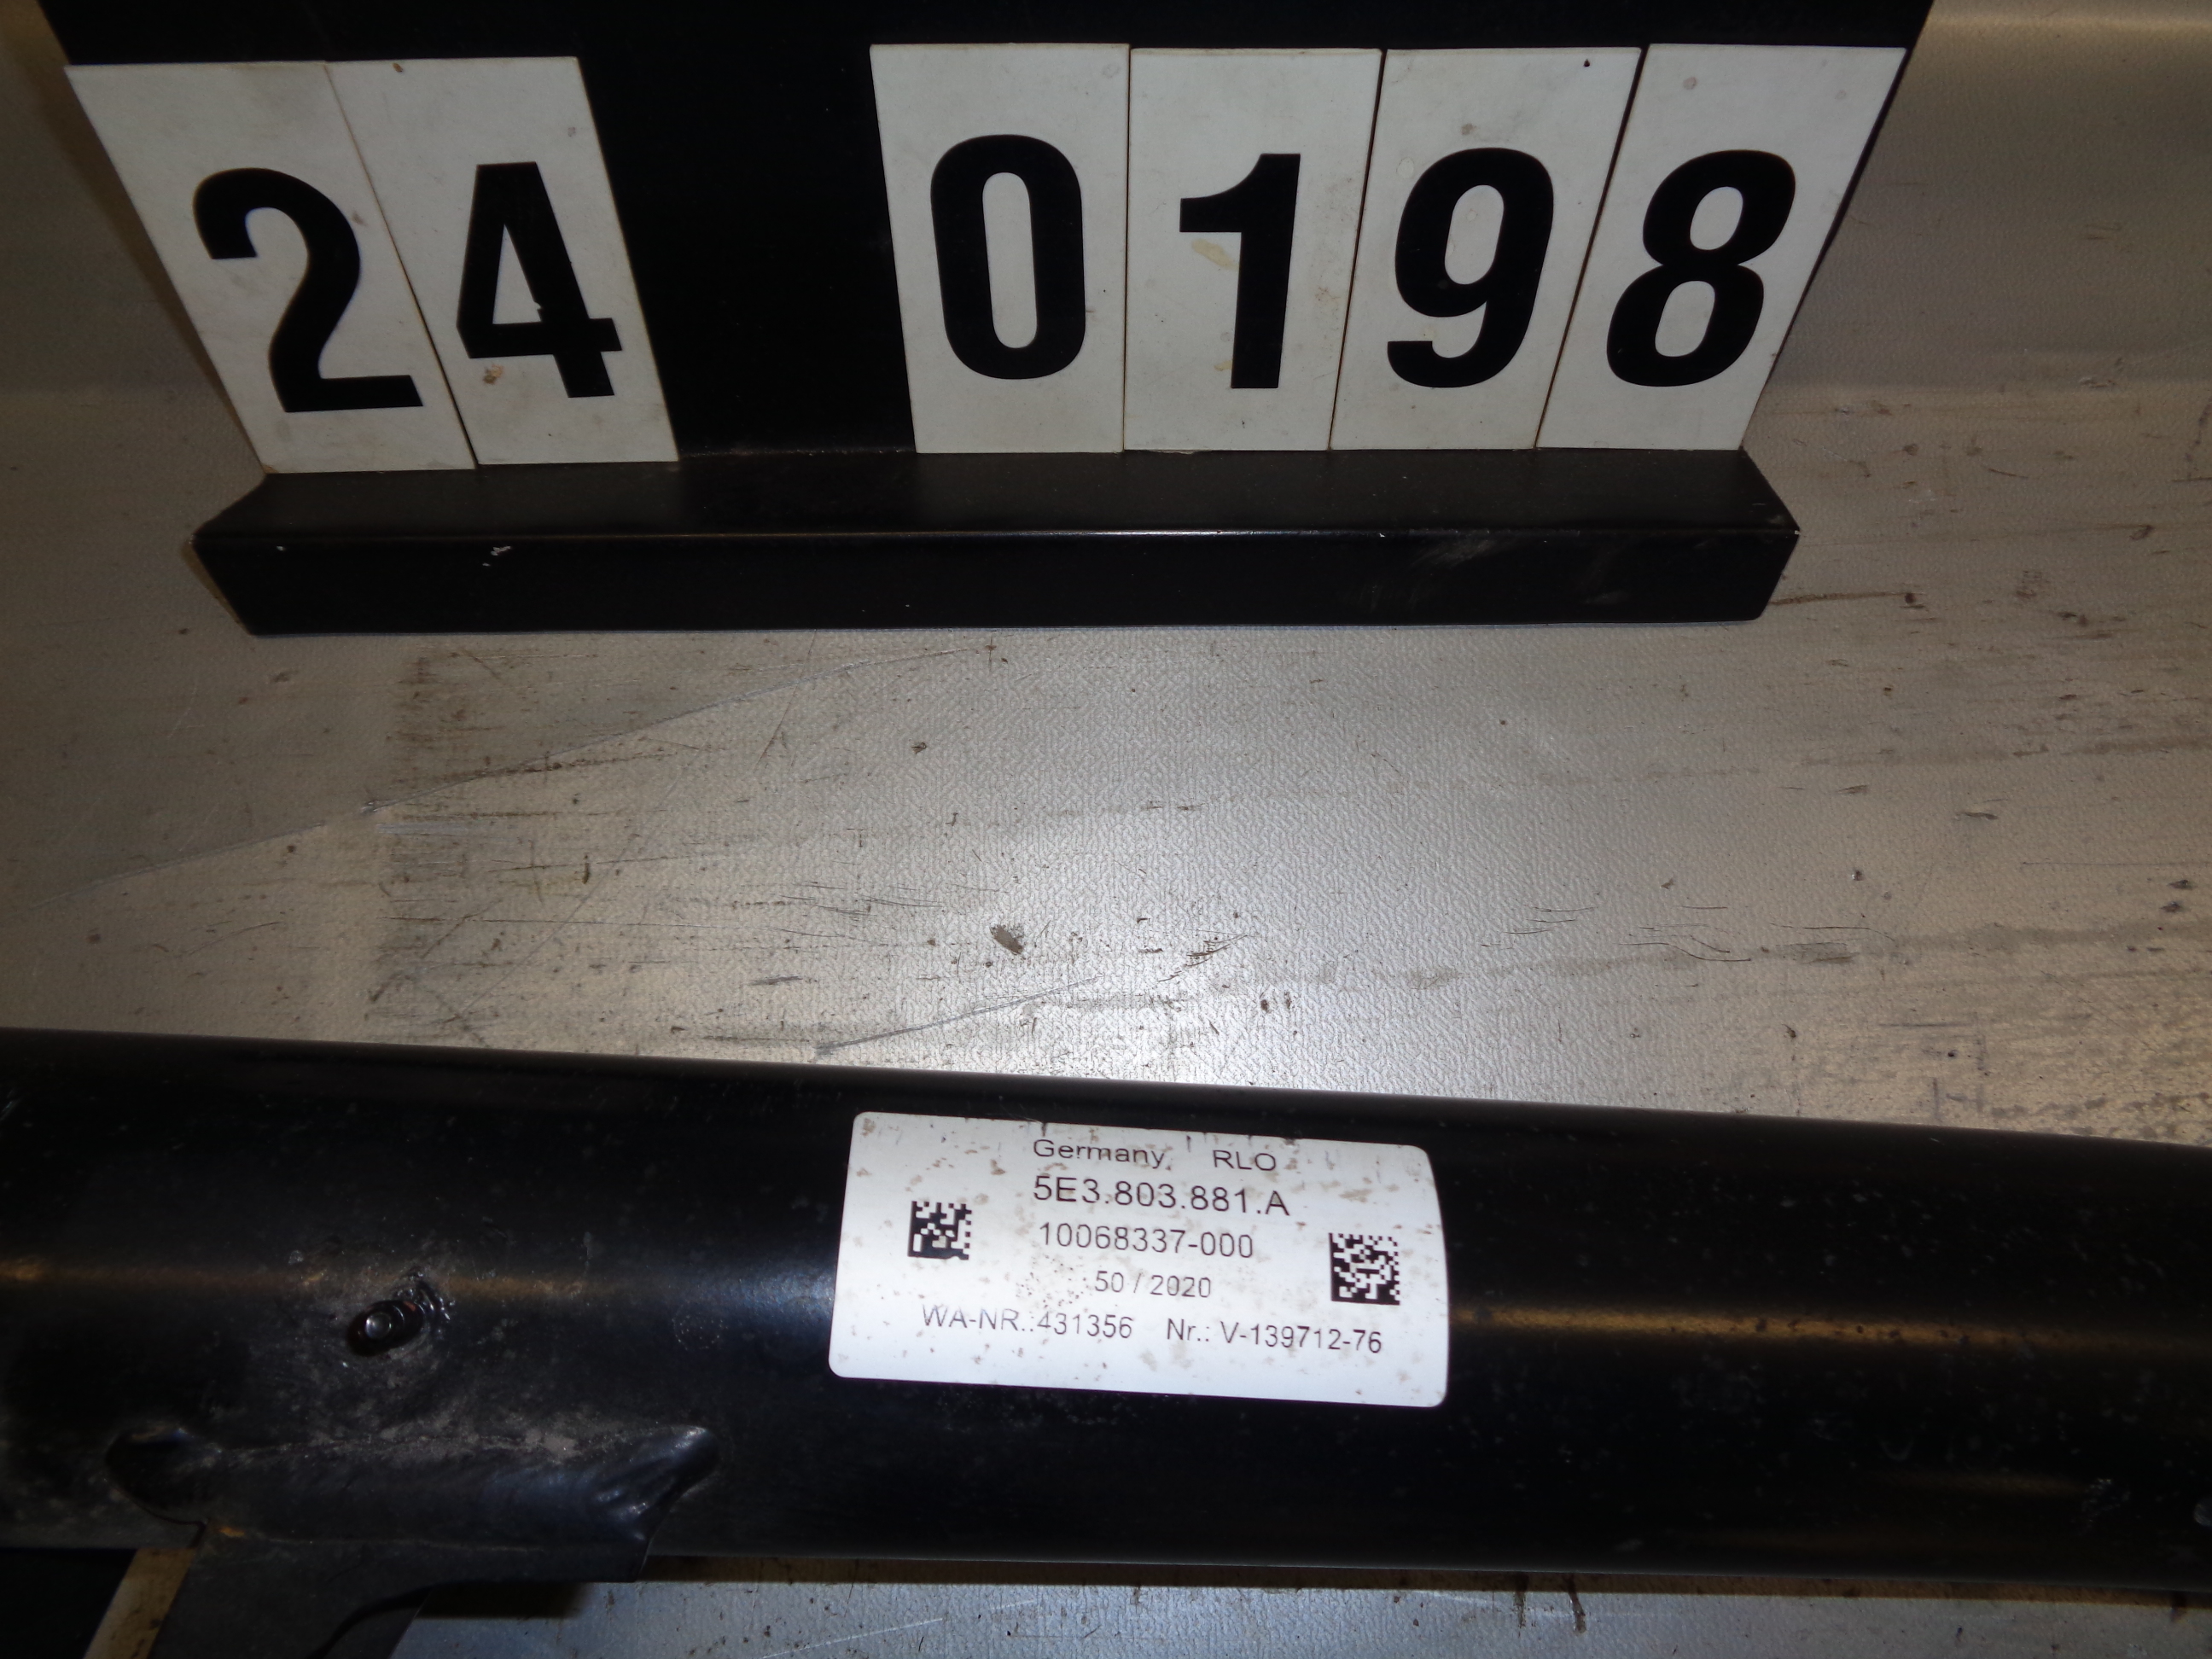 24 0198
Germany RLO
5E3.803.881.A
10068337-000
50 / 2020
WA-NR.:431356 Nr.: V-139712-76